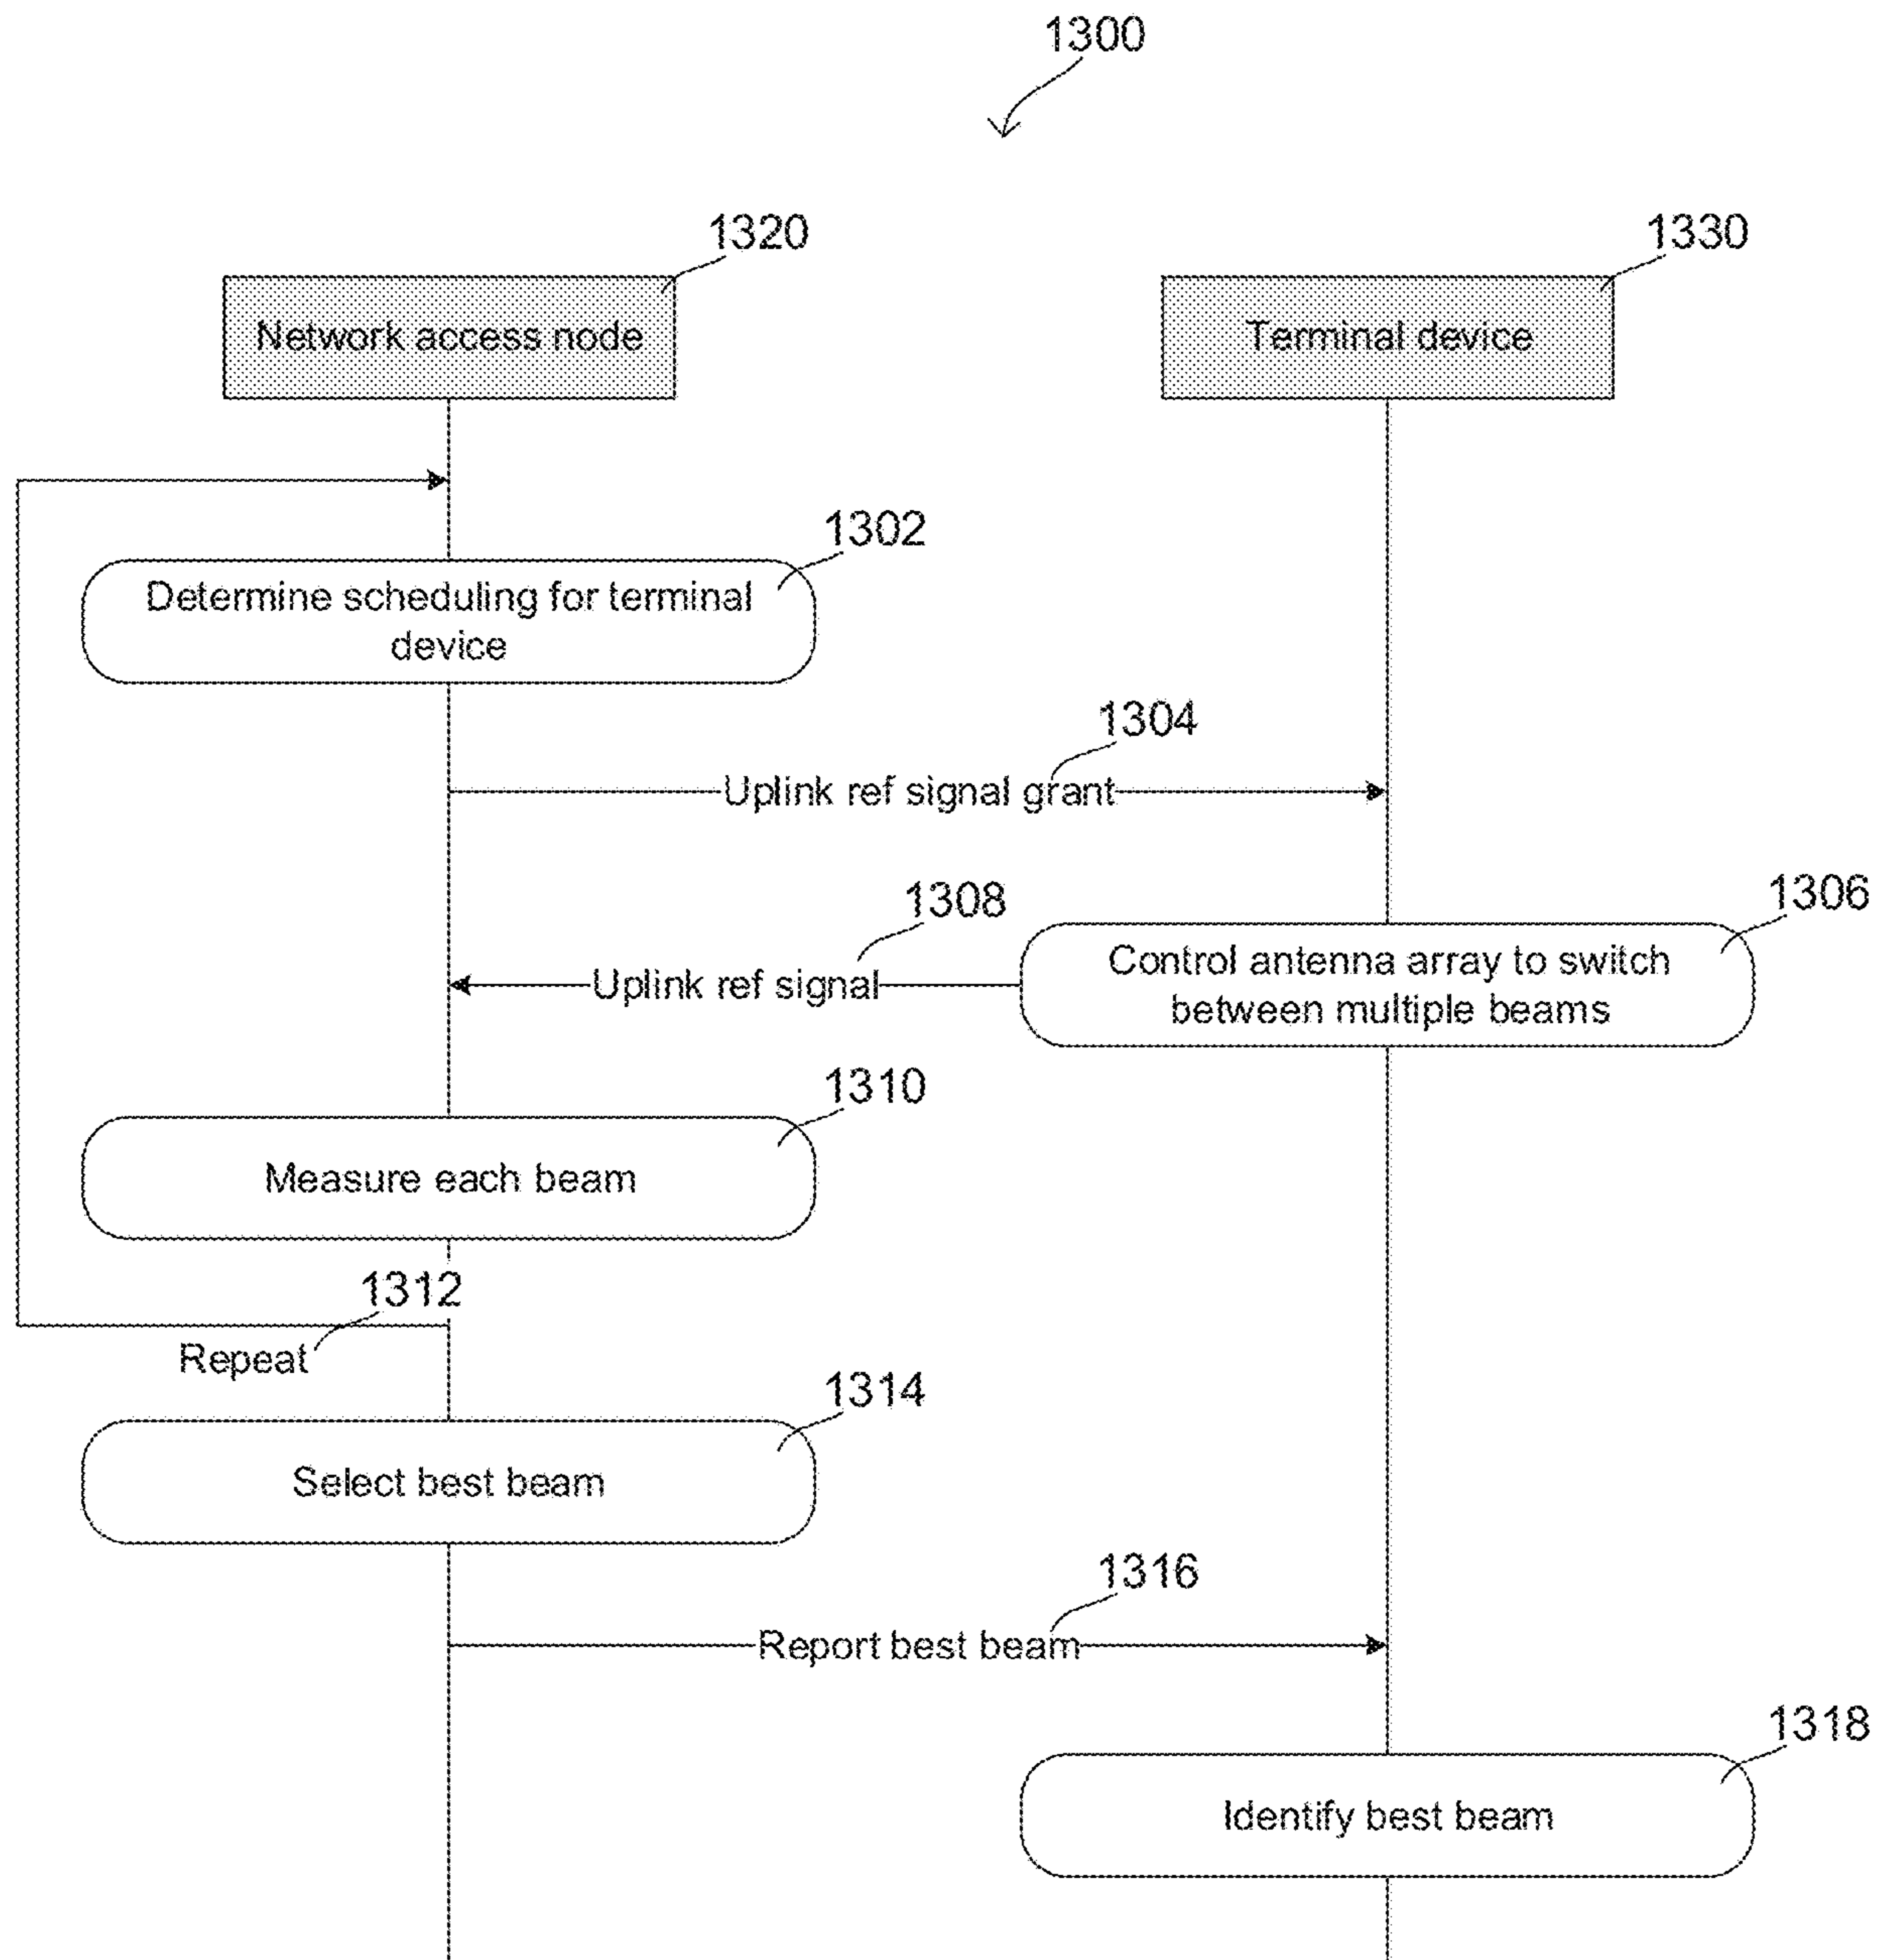 1300
1320
1330
Network access node
Terminal device
1302
Determine scheduling for terminal
device
1304
Uplink ref signal grant
1306
1308
Control antenna array to switch
between multiple beams
Uplink ref signal
1310
Measure each beam
1312
Repeat
1314
Select best beam
1316
Report best beam
1318
Identify best beam